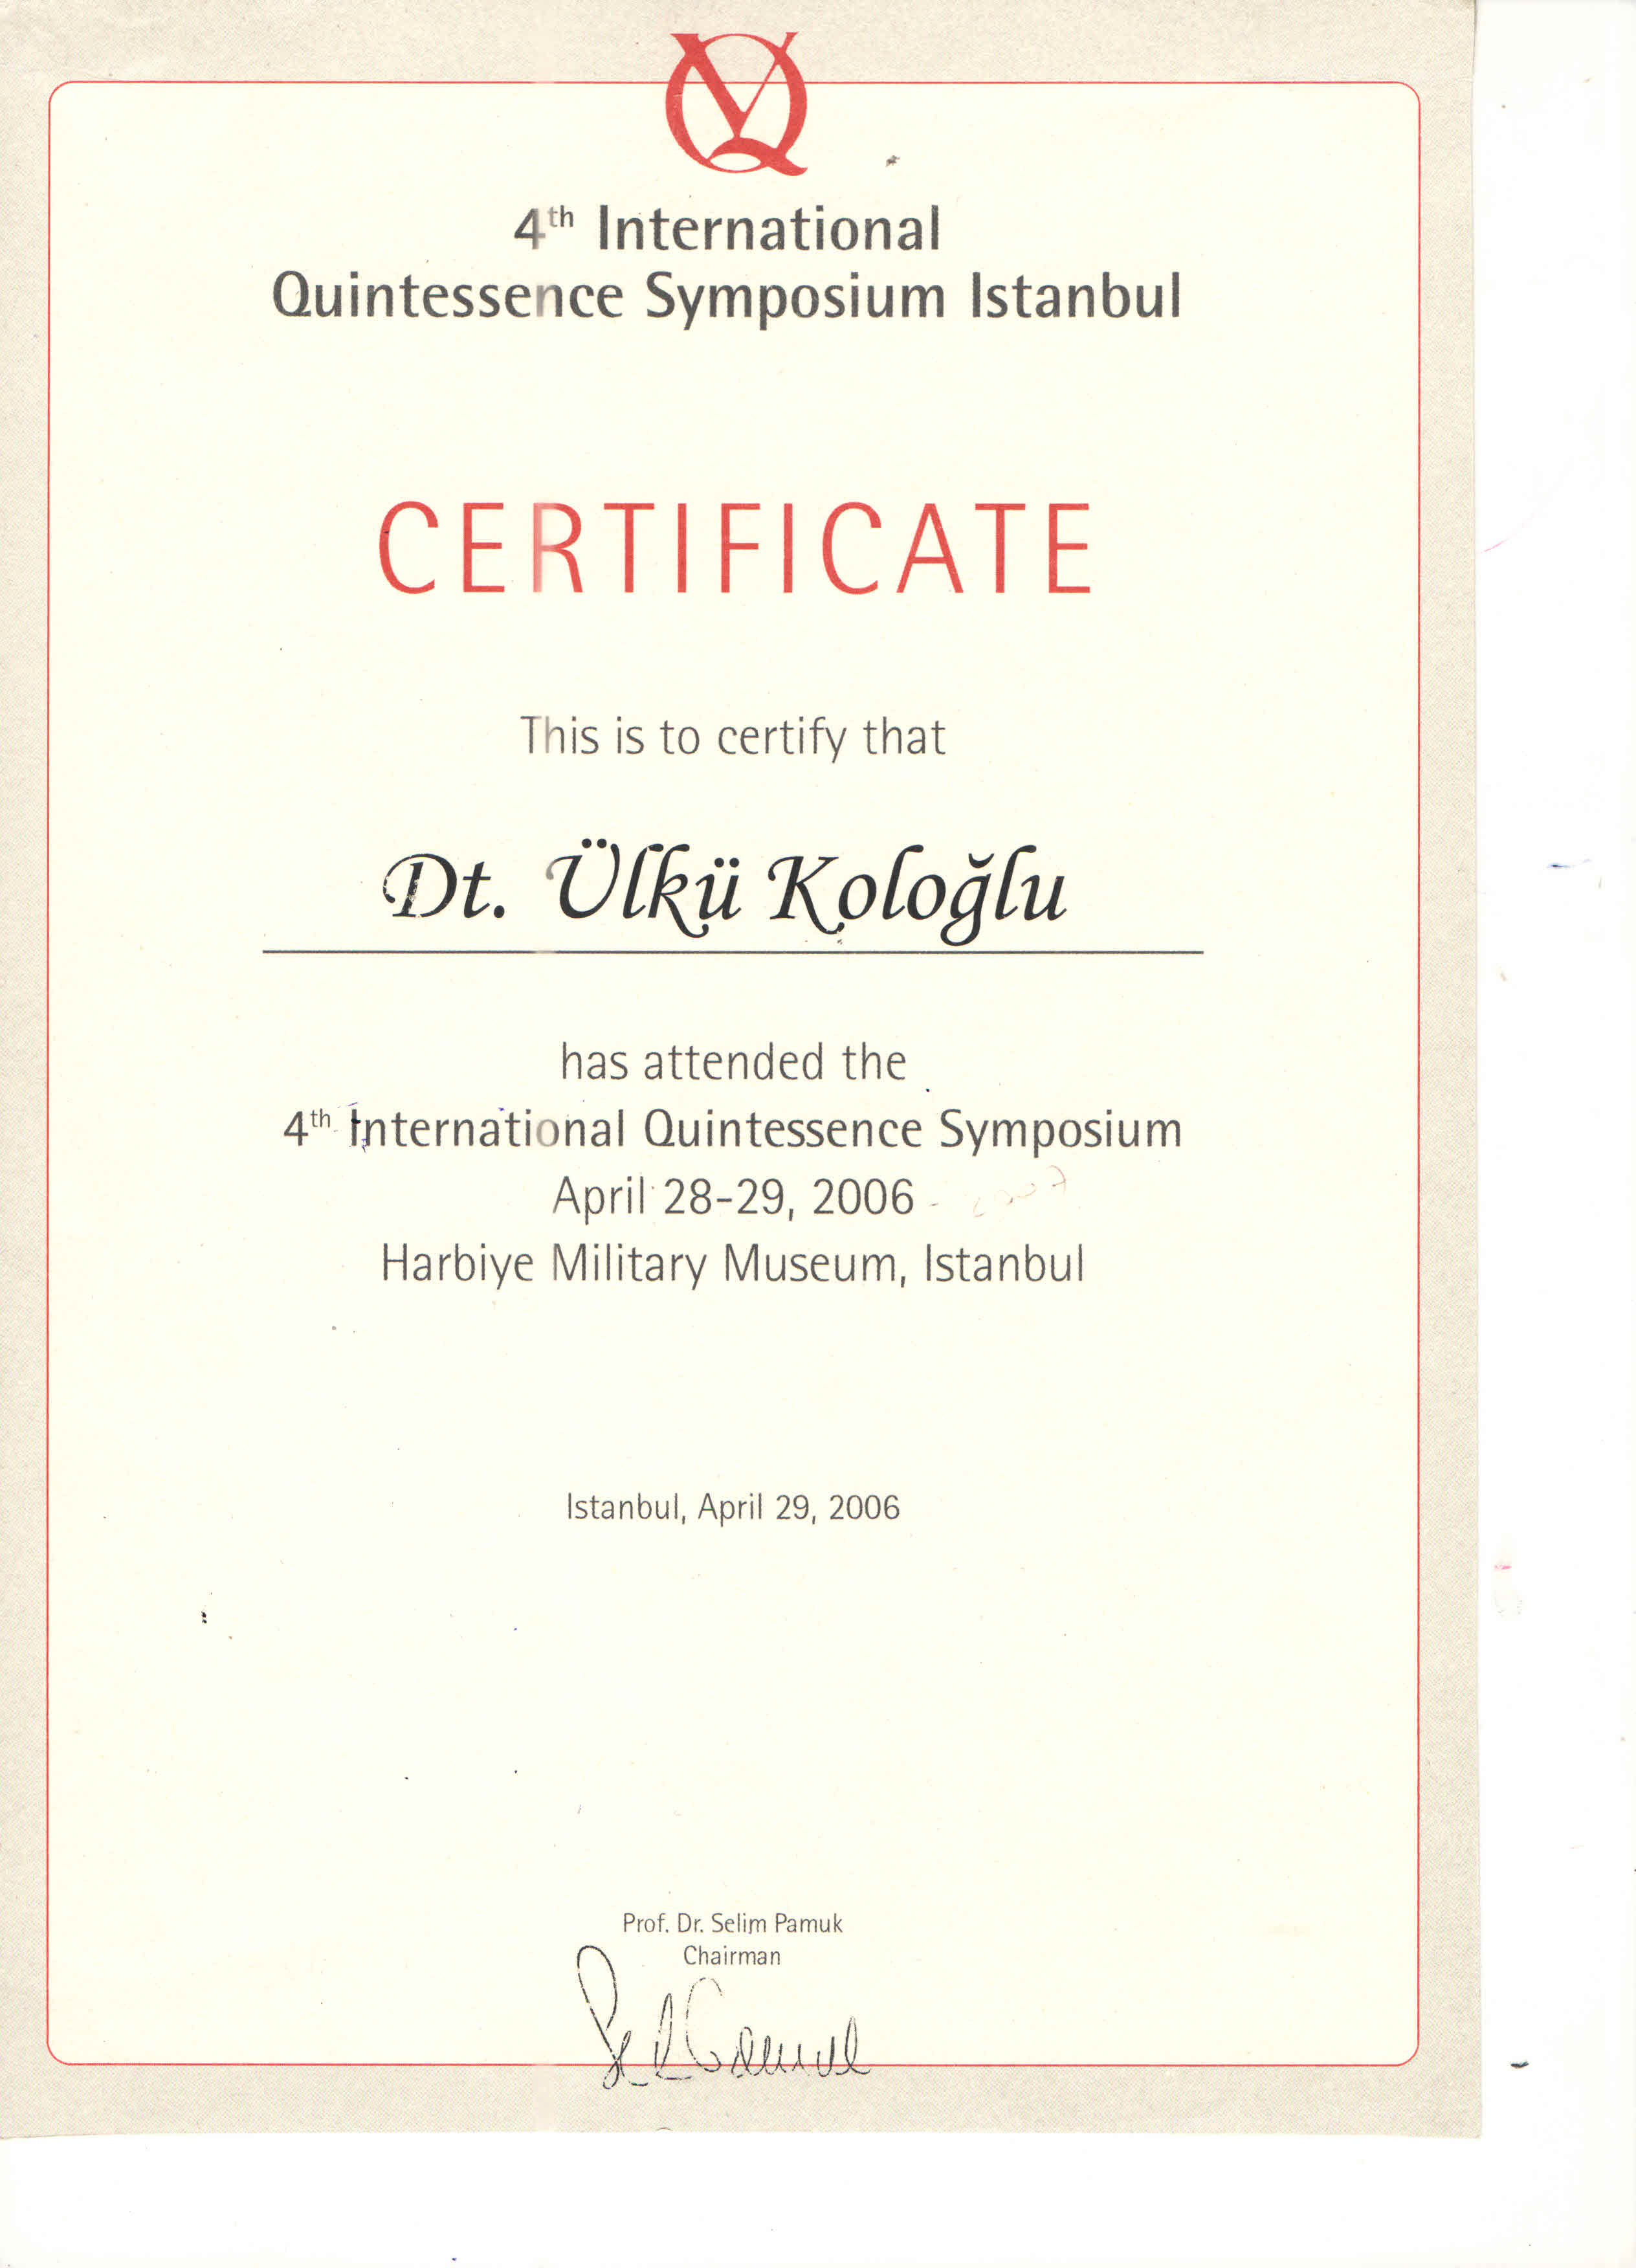 4th International
Quintessence Symposium Istanbul
CERTIFICATE
This is to certify that
Dt. Ülkü Koloğlu
has attended the
4th International Quintessence Symposium
April 28-29, 2006
Harbiye Military Museum, Istanbul
Istanbul, April 29, 2006
Prof. Dr. Selim Pamuk
Chairman